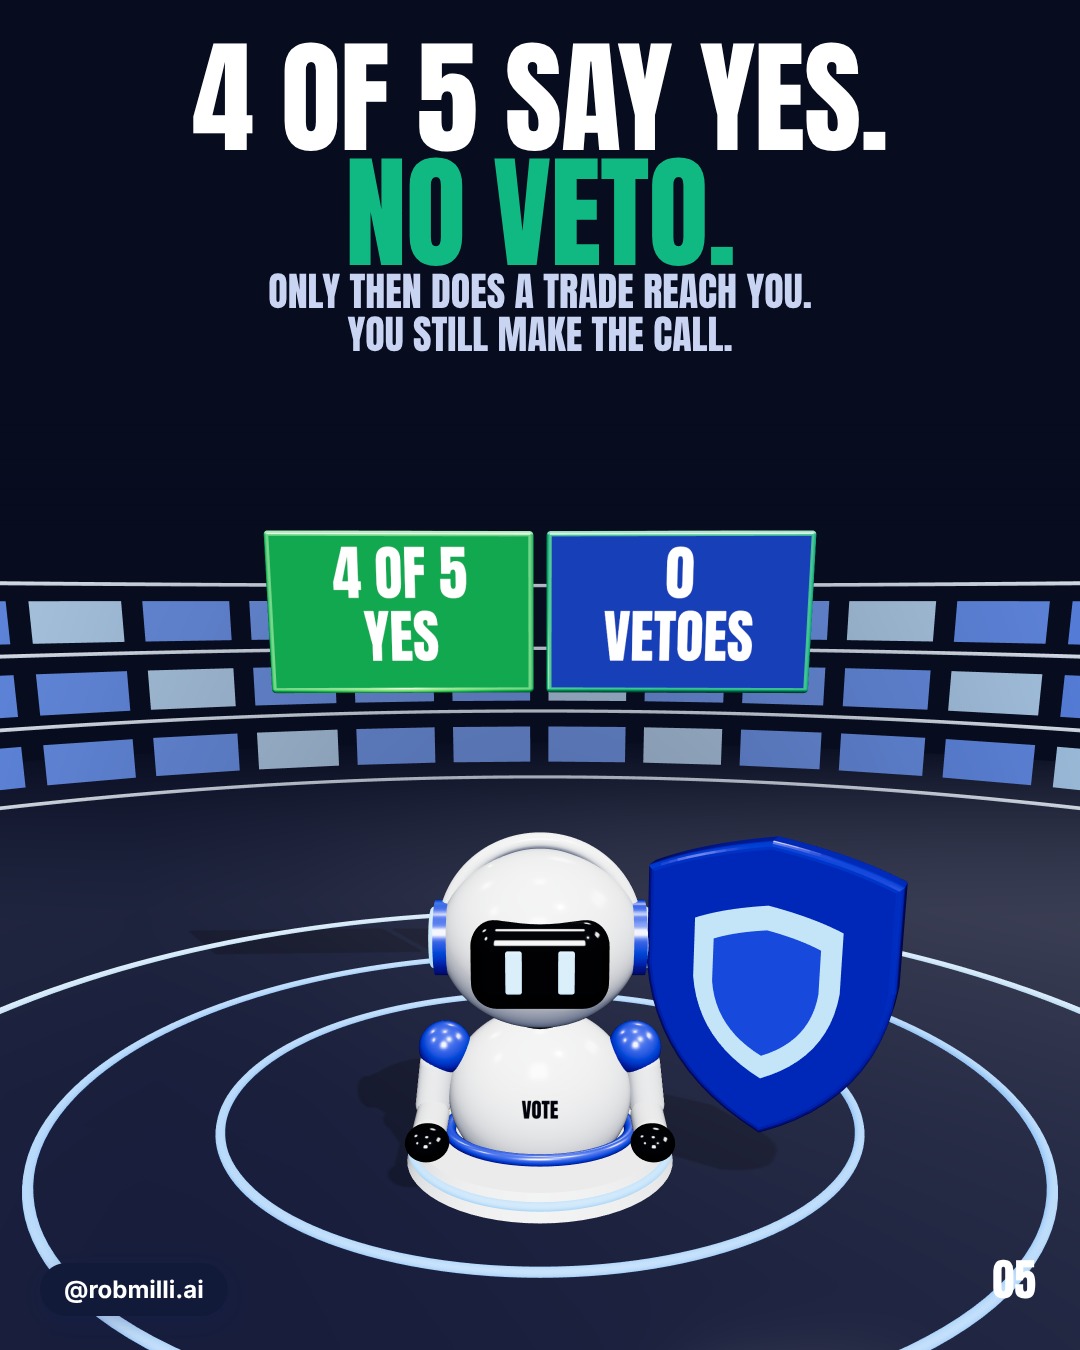 4 OF 5 SAY YES.
NO VETO.
ONLY THEN DOES A TRADE REACH YOU.
YOU STILL MAKE THE CALL.
4 OF 5
YES
0
VETOES
VOTE
@robmilli.ai
05